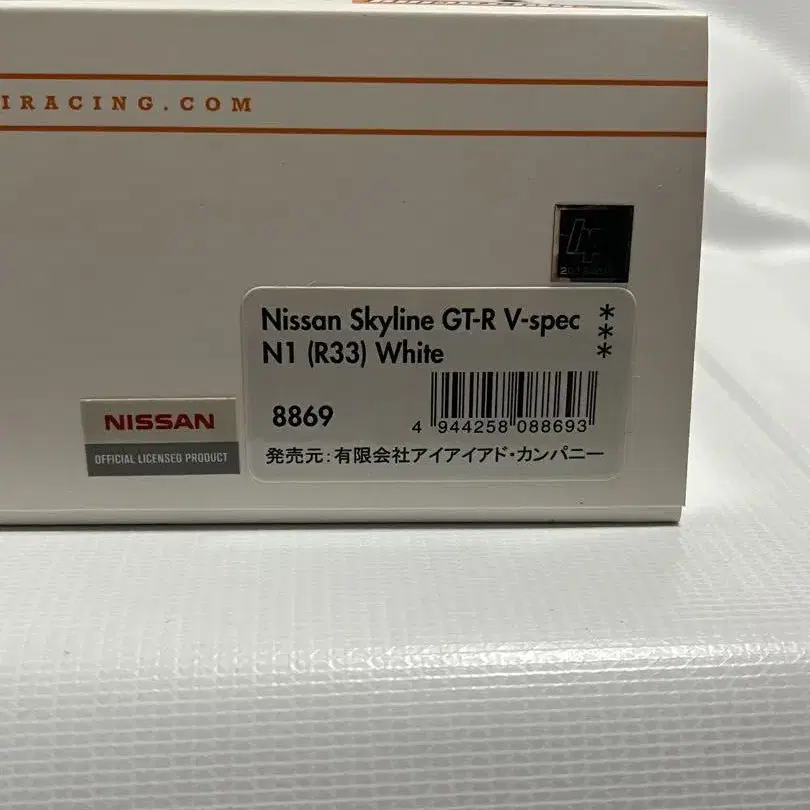 IRACING.COM
Nissan Skyline GT-R V-spec ***
N1 (R33) White
8869
4 944258 088693
NISSAN
OFFICIAL LICENSED PRODUCT
発売元:有限会社アイアイアド・カンパニー